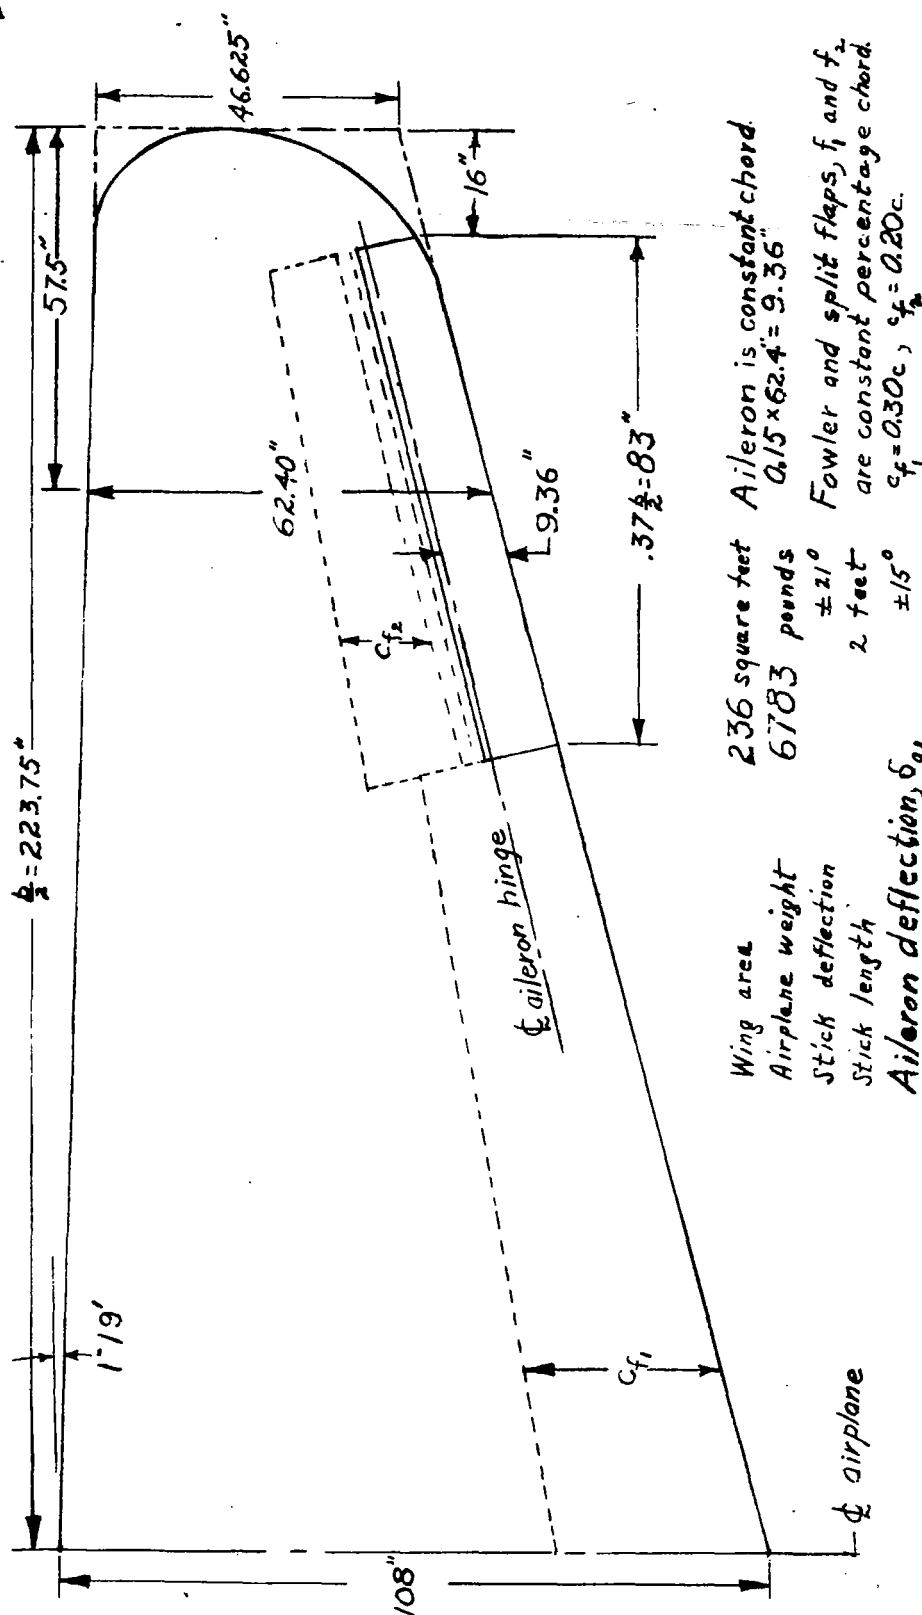 b/2 = 223.75"
57.5"
46.625"
1°19'
62.40"
16"
108"
c_f2
9.36"
.37 b/2 = 83"
℄ aileron hinge
c_f1
℄ airplane
Wing area 236 square feet
Airplane weight 6783 pounds
Stick deflection ±21°
Stick length 2 feet
Aileron deflection, δa, ±15°
Aileron is constant chord.
0.15 x 62.4" = 9.36"
Fowler and split flaps, f1 and f2
are constant percentage chord.
c_f1 = 0.30c, c_f2 = 0.20c.